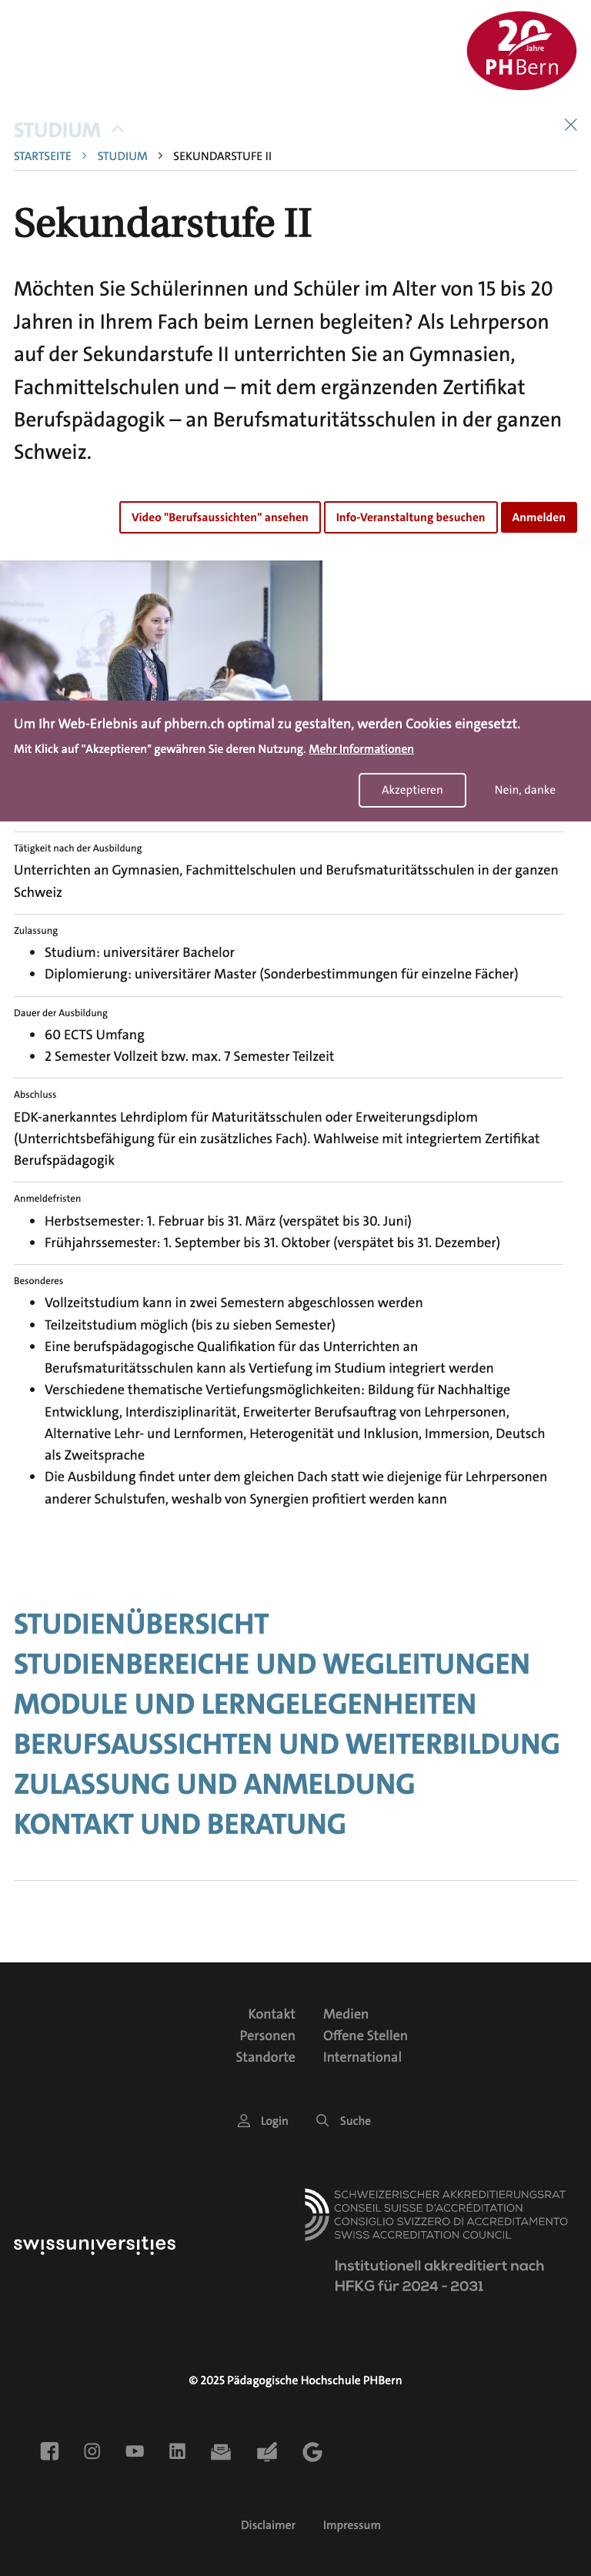 20
Jahre
PHBern
STUDIUM
STARTSEITE > STUDIUM > SEKUNDARSTUFE II
Sekundarstufe II
Möchten Sie Schülerinnen und Schüler im Alter von 15 bis 20
Jahren in Ihrem Fach beim Lernen begleiten? Als Lehrperson
auf der Sekundarstufe II unterrichten Sie an Gymnasien,
Fachmittelschulen und – mit dem ergänzenden Zertifikat
Berufspädagogik – an Berufsmaturitätsschulen in der ganzen
Schweiz.
Video "Berufsaussichten" ansehen Info-Veranstaltung besuchen Anmelden
Um Ihr Web-Erlebnis auf phbern.ch optimal zu gestalten, werden Cookies eingesetzt.
Mit Klick auf "Akzeptieren" gewähren Sie deren Nutzung. Mehr Informationen
Akzeptieren Nein, danke
Tätigkeit nach der Ausbildung
Unterrichten an Gymnasien, Fachmittelschulen und Berufsmaturitätsschulen in der ganzen
Schweiz
Zulassung
• Studium: universitärer Bachelor
• Diplomierung: universitärer Master (Sonderbestimmungen für einzelne Fächer)
Dauer der Ausbildung
• 60 ECTS Umfang
• 2 Semester Vollzeit bzw. max. 7 Semester Teilzeit
Abschluss
EDK-anerkanntes Lehrdiplom für Maturitätsschulen oder Erweiterungsdiplom
(Unterrichtsbefähigung für ein zusätzliches Fach). Wahlweise mit integriertem Zertifikat
Berufspädagogik
Anmeldefristen
• Herbstsemester: 1. Februar bis 31. März (verspätet bis 30. Juni)
• Frühjahrssemester: 1. September bis 31. Oktober (verspätet bis 31. Dezember)
Besonderes
• Vollzeitstudium kann in zwei Semestern abgeschlossen werden
• Teilzeitstudium möglich (bis zu sieben Semester)
• Eine berufspädagogische Qualifikation für das Unterrichten an
Berufsmaturitätsschulen kann als Vertiefung im Studium integriert werden
• Verschiedene thematische Vertiefungsmöglichkeiten: Bildung für Nachhaltige
Entwicklung, Interdisziplinarität, Erweiterter Berufsauftrag von Lehrpersonen,
Alternative Lehr- und Lernformen, Heterogenität und Inklusion, Immersion, Deutsch
als Zweitsprache
• Die Ausbildung findet unter dem gleichen Dach statt wie diejenige für Lehrpersonen
anderer Schulstufen, weshalb von Synergien profitiert werden kann
STUDIENÜBERSICHT
STUDIENBEREICHE UND WEGLEITUNGEN
MODULE UND LERNGELEGENHEITEN
BERUFSAUSSICHTEN UND WEITERBILDUNG
ZULASSUNG UND ANMELDUNG
KONTAKT UND BERATUNG
Kontakt Medien
Personen Offene Stellen
Standorte International
Login Suche
SCHWEIZERISCHER AKKREDITIERUNGSRAT
CONSEIL SUISSE D'ACCRÉDITATION
CONSIGLIO SVIZZERO DI ACCREDITAMENTO
SWISS ACCREDITATION COUNCIL
swissuniversities
Institutionell akkreditiert nach
HFKG für 2024 - 2031
© 2025 Pädagogische Hochschule PHBern
Disclaimer Impressum